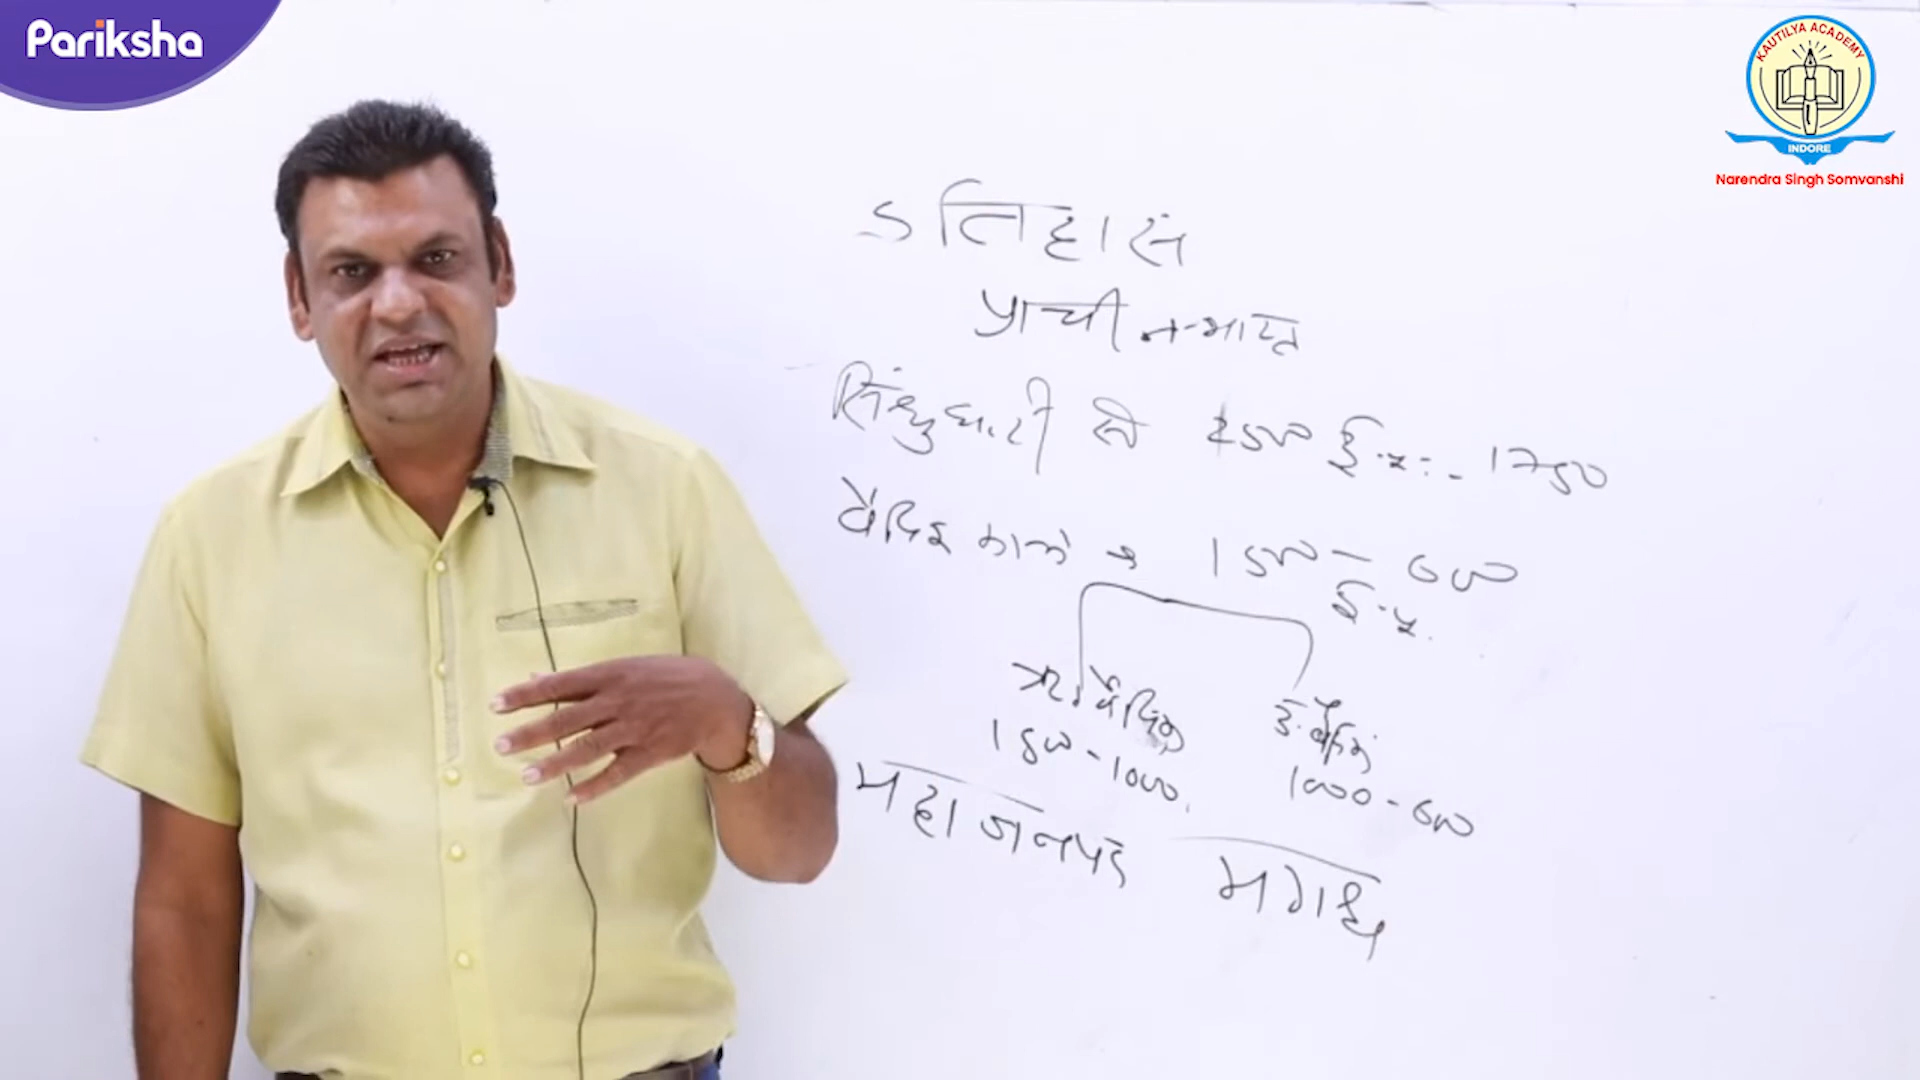 Pariksha
KAUTILYA ACADEMY
INDORE
Narendra Singh Somvanshi
इतिहास
प्राचीन भारत
सिंधु घाटी 2500 ई.पू. - 1750
वैदिक काल → 1500 - 600
ई.पू.
ऋग्वैदिक उ. वैदिक
1500-1000 1000-600
महाजनपद मगध